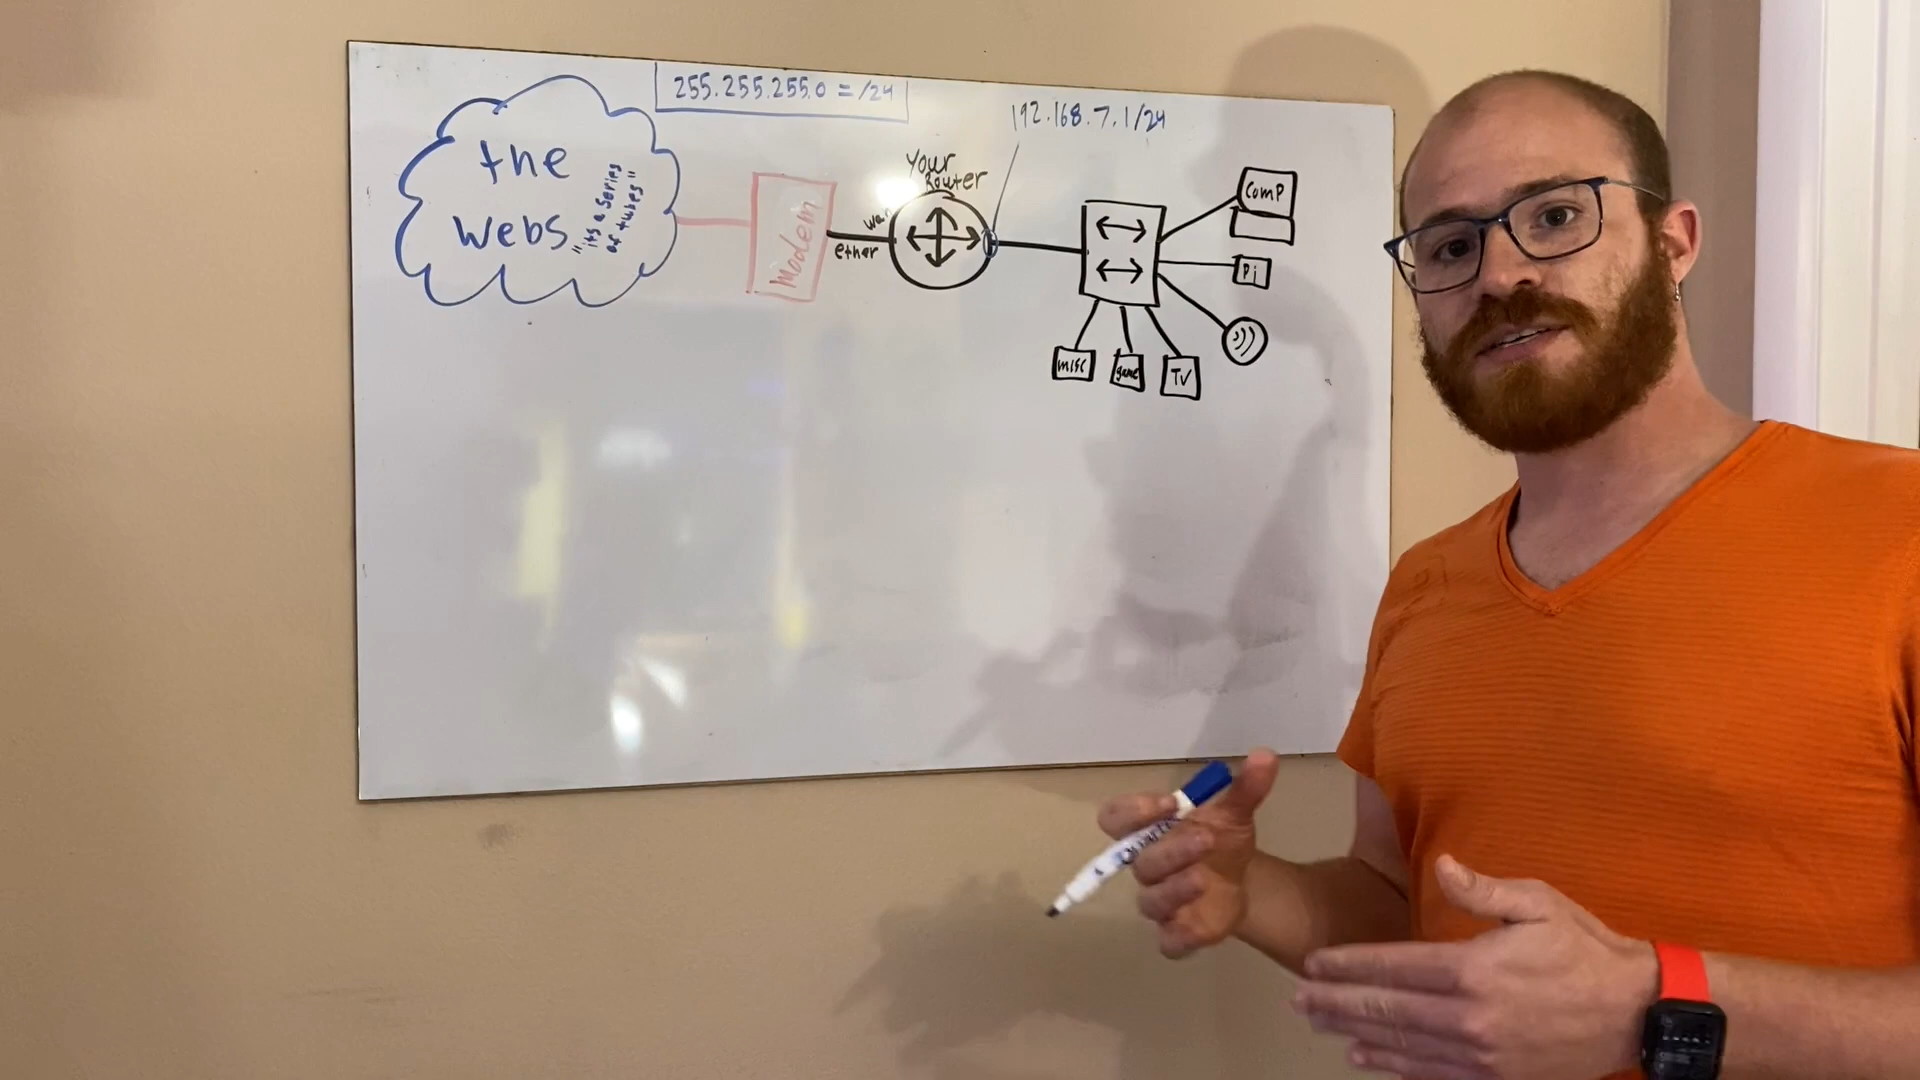 255.255.255.0 = /24
192.168.7.1/24
the
webs
"its a series
of tubes"
modem
wan
ether
Your
Router
Comp
Pi
misc
game
TV